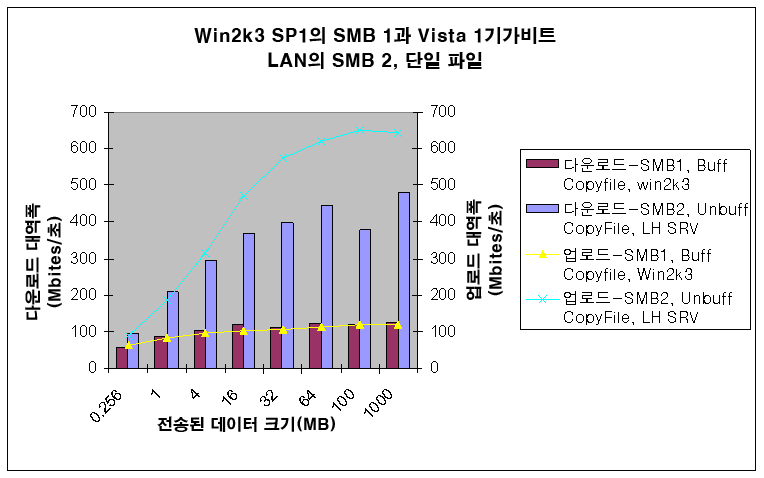 Win2k3 SP1의 SMB 1과 Vista 1기가비트
LAN의 SMB 2, 단일 파일
700
600
500
400
300
200
100
0
다운로드 대역폭
(Mbites/초)
700
600
500
400
300
200
100
0
업로드 대역폭
(Mbites/초)
0.256
1
4
16
32
64
100
1000
전송된 데이터 크기(MB)
다운로드-SMB1, Buff
Copyfile, win2k3
다운로드-SMB2, Unbuff
CopyFile, LH SRV
업로드-SMB1, Buff
Copyfile, Win2k3
업로드-SMB2, Unbuff
CopyFile, LH SRV